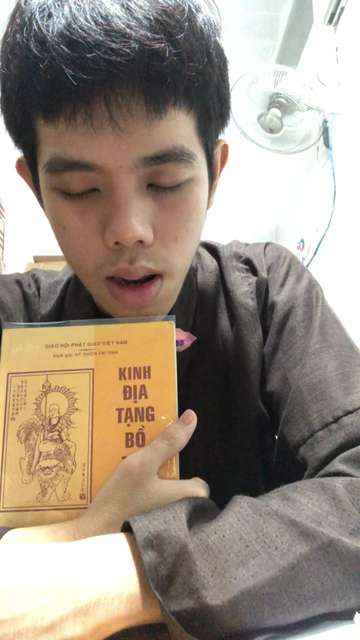 GIÁO HỘI PHẬT GIÁO VIỆT NAM
Dịch giả: HT THÍCH TRÍ TỊNH
KINH
ĐỊA
TẠNG
BỒ